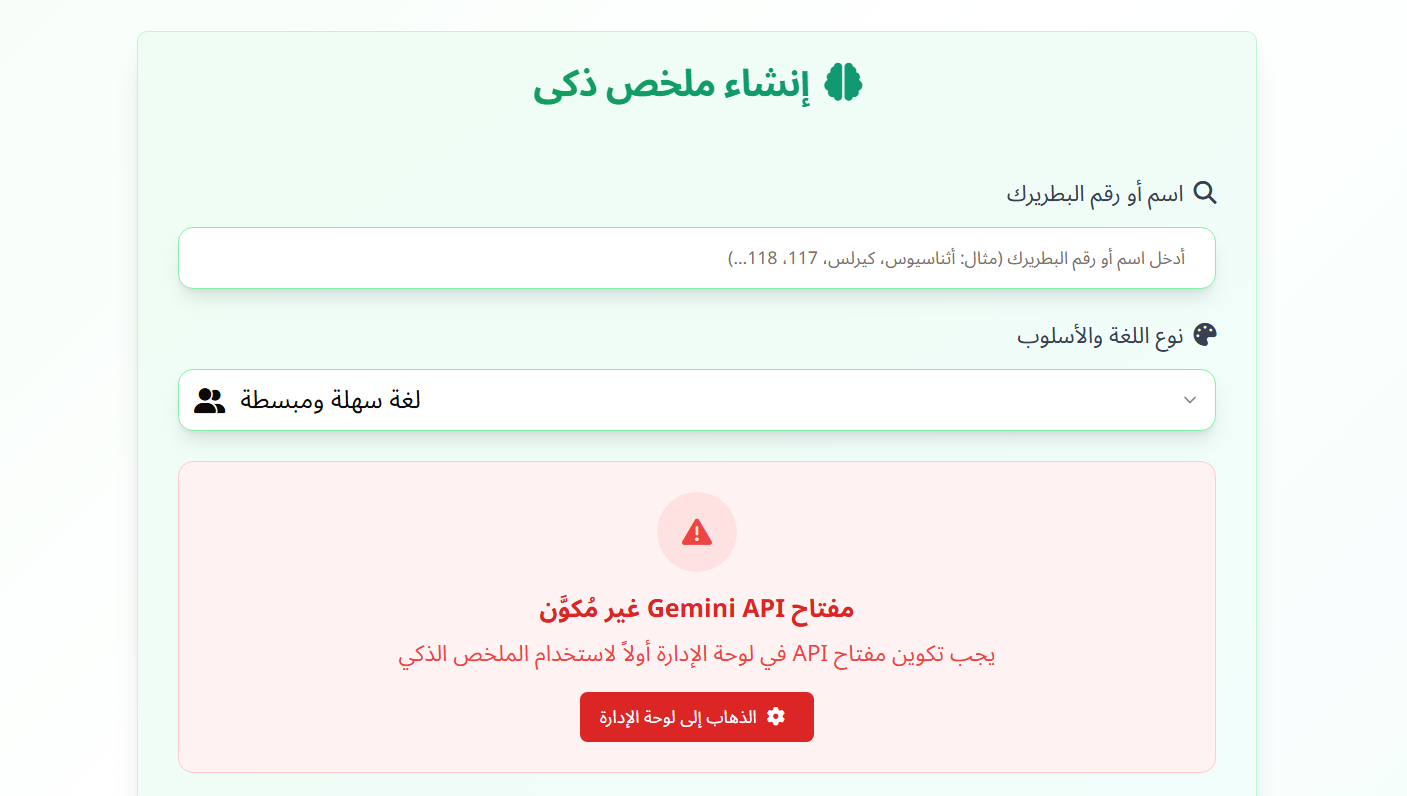 إنشاء ملخص ذكى
اسم أو رقم البطريرك
أدخل اسم أو رقم البطريرك (مثال: أثناسيوس، كيرلس، 117، 118...)
نوع اللغة والأسلوب
لغة سهلة ومبسطة
مفتاح Gemini API غير مُكوَّن
يجب تكوين مفتاح API في لوحة الإدارة أولاً لاستخدام الملخص الذكي
الذهاب إلى لوحة الإدارة